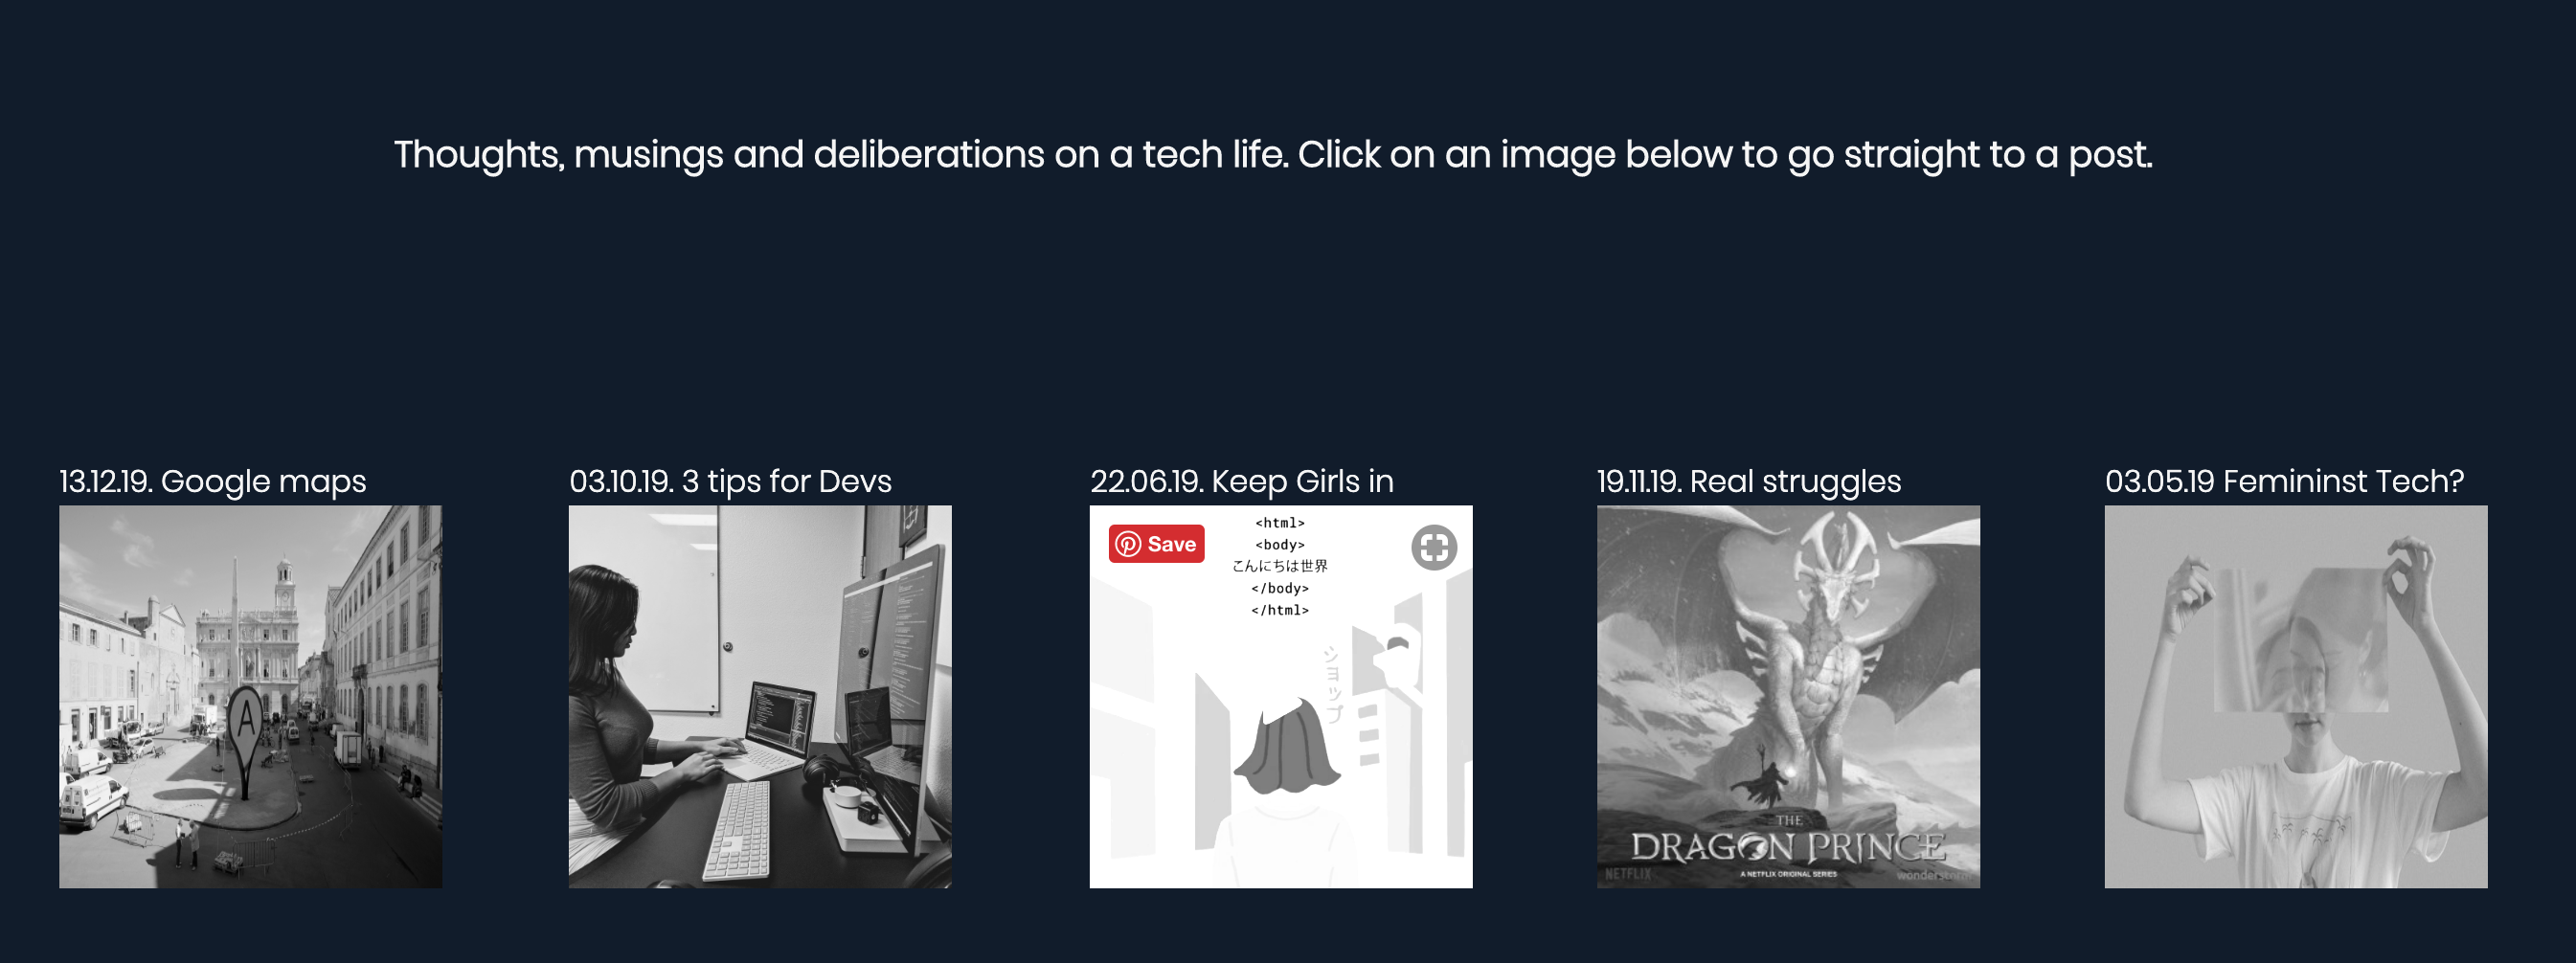 Thoughts, musings and deliberations on a tech life. Click on an image below to go straight to a post.
13.12.19. Google maps
03.10.19. 3 tips for Devs
22.06.19. Keep Girls in
19.11.19. Real struggles
03.05.19 Femininst Tech?
A
Save
<html>
<body>
こんにちは世界
</body>
</html>
ショップ
THE
DRAGON PRINCE
A NETFLIX ORIGINAL SERIES
NETFLIX
wonderstorm